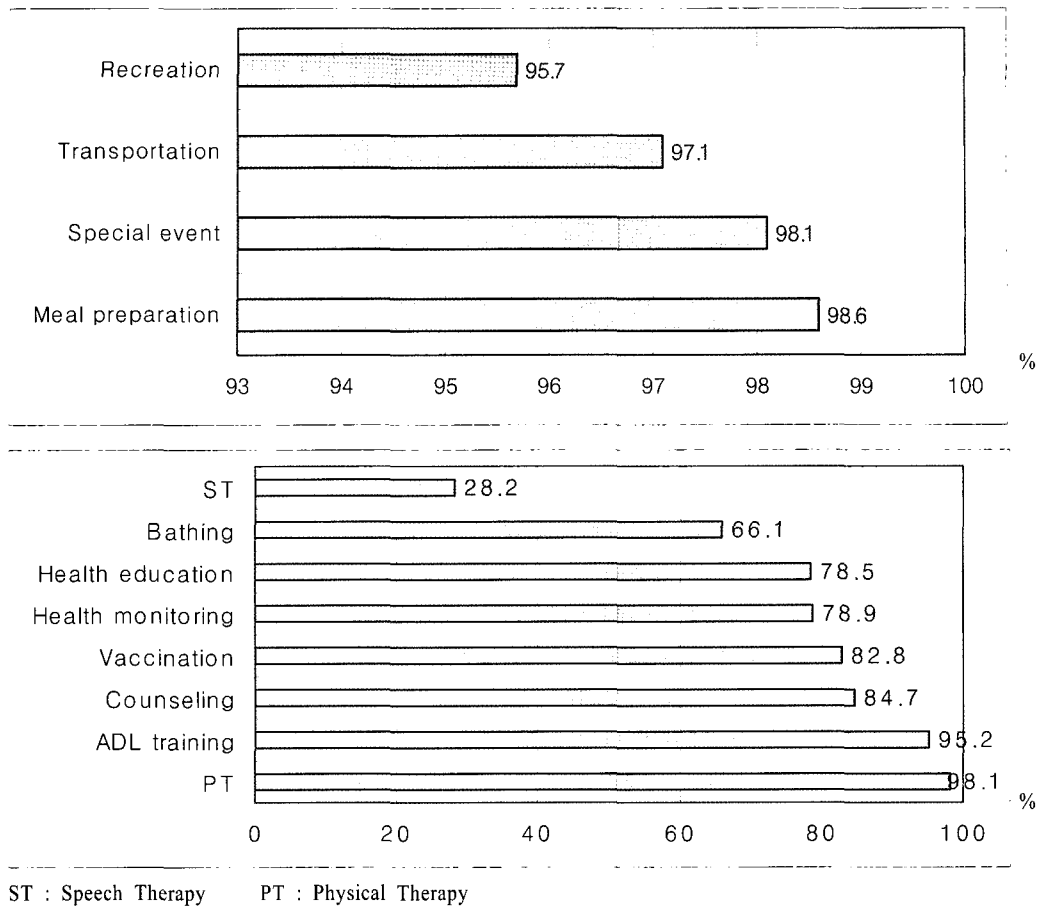 Recreation 95.7
Transportation 97.1
Special event 98.1
Meal preparation 98.6
%
93 94 95 96 97 98 99 100
ST 28.2
Bathing 66.1
Health education 78.5
Health monitoring 78.9
Vaccination 82.8
Counseling 84.7
ADL training 95.2
PT 98.1
%
0 20 40 60 80 100
ST : Speech Therapy PT : Physical Therapy